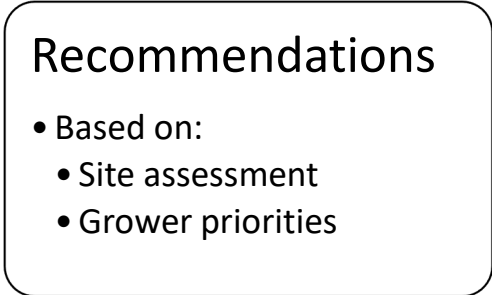 Recommendations
• Based on:
• Site assessment
• Grower priorities